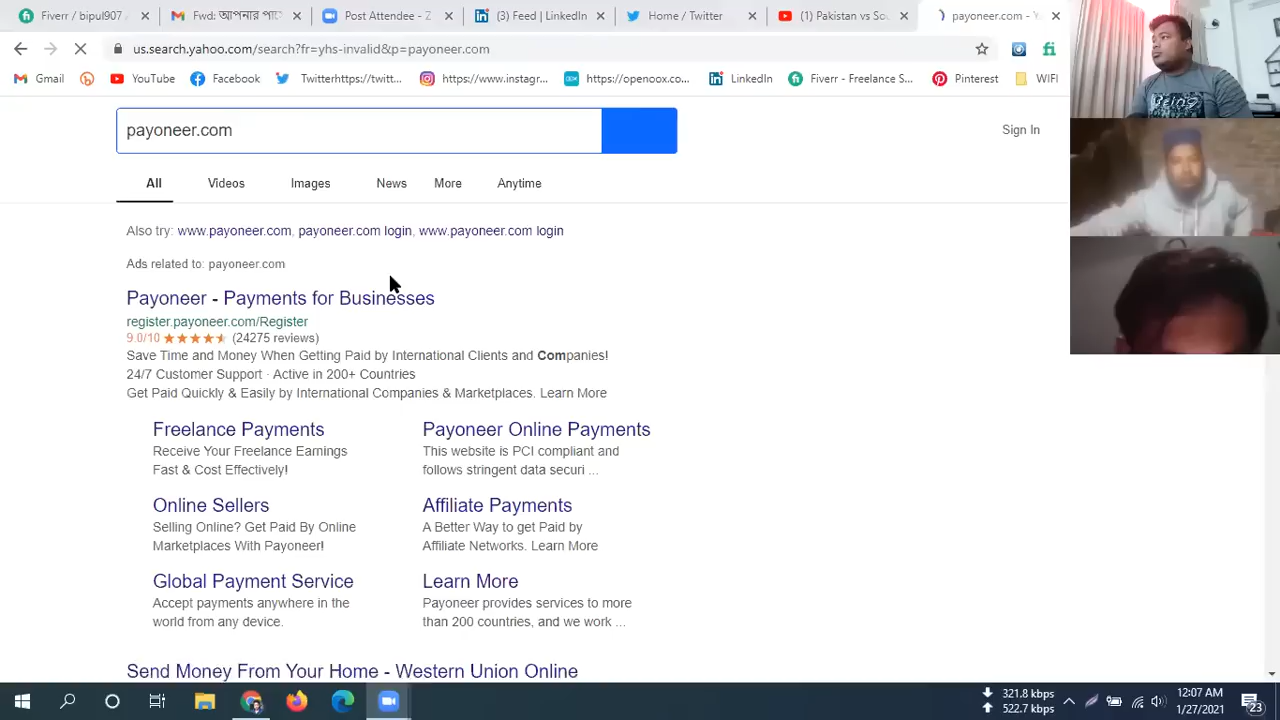 Fiverr / bipul907
Fwd: আপনার পা
Post Attendee - Z
(3) Feed | LinkedIn
Home / Twitter
(1) Pakistan vs Sou
payoneer.com - Y
us.search.yahoo.com/search?fr=yhs-invalid&p=payoneer.com
Gmail
YouTube
Facebook
Twitterhttps://twitt...
https://www.instagr...
https://openoox.co...
LinkedIn
Fiverr - Freelance S...
Pinterest
WIFI
payoneer.com
Sign In
All
Videos
Images
News
More
Anytime
Also try: www.payoneer.com, payoneer.com login, www.payoneer.com login
Ads related to: payoneer.com
Payoneer - Payments for Businesses
register.payoneer.com/Register
9.0/10 (24275 reviews)
Save Time and Money When Getting Paid by International Clients and Companies!
24/7 Customer Support · Active in 200+ Countries
Get Paid Quickly & Easily by International Companies & Marketplaces. Learn More
Freelance Payments
Receive Your Freelance Earnings
Fast & Cost Effectively!
Payoneer Online Payments
This website is PCI compliant and
follows stringent data securi ...
Online Sellers
Selling Online? Get Paid By Online
Marketplaces With Payoneer!
Affiliate Payments
A Better Way to get Paid by
Affiliate Networks. Learn More
Global Payment Service
Accept payments anywhere in the
world from any device.
Learn More
Payoneer provides services to more
than 200 countries, and we work ...
Send Money From Your Home - Western Union Online
321.8 kbps
522.7 kbps
12:07 AM
1/27/2021
23